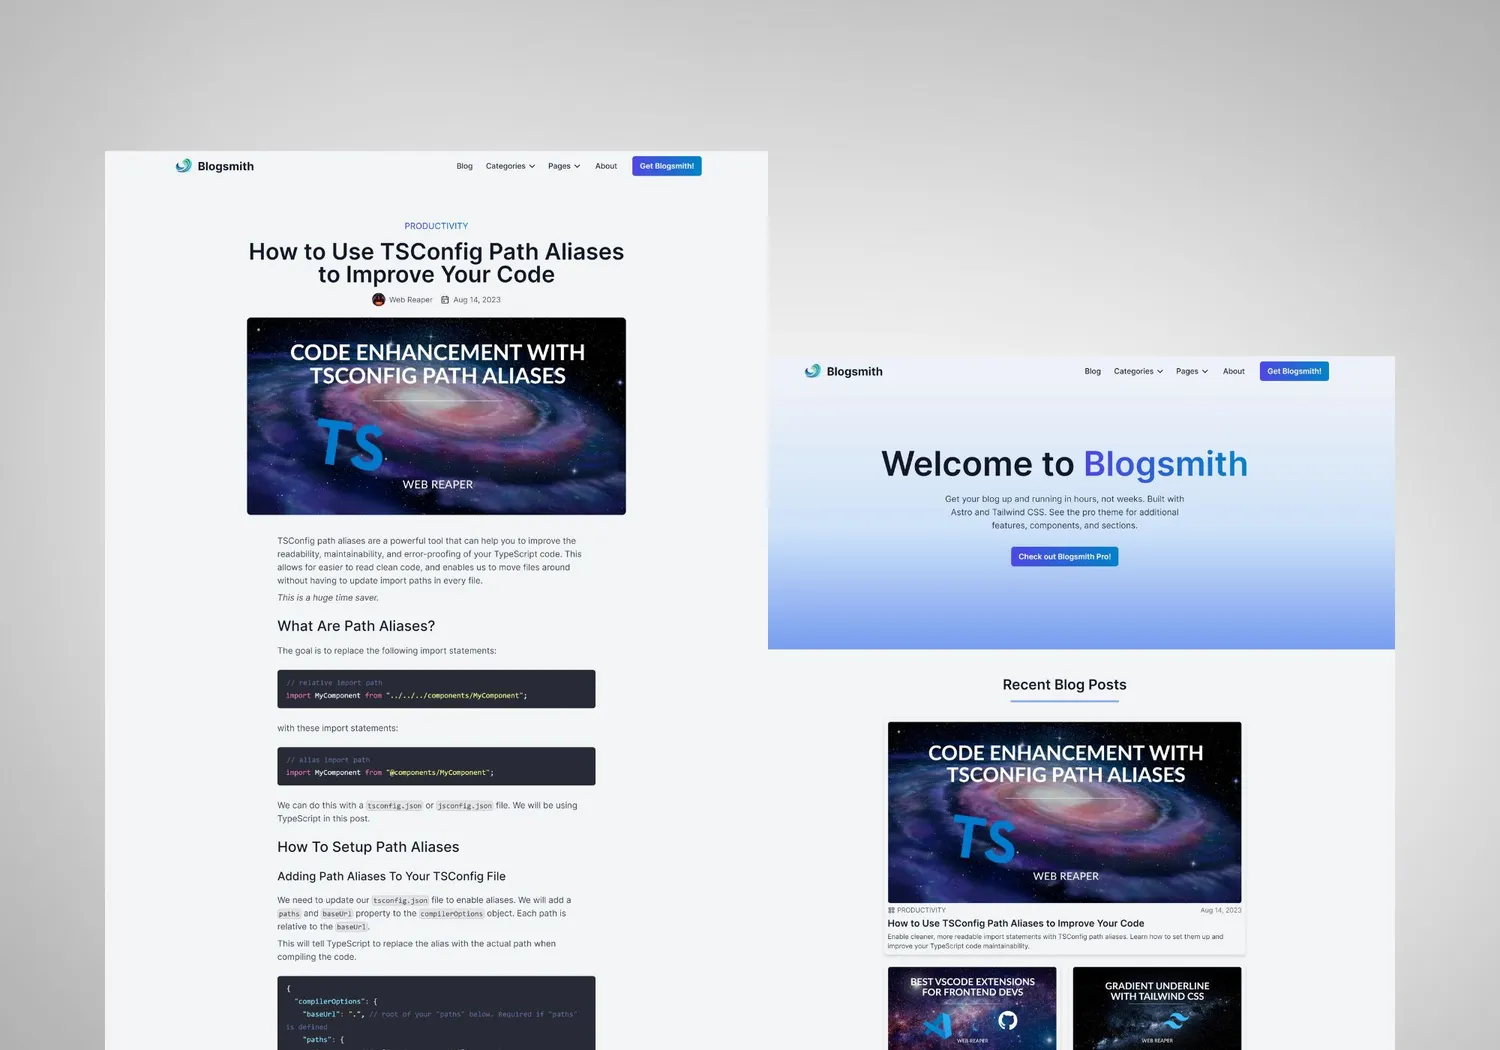 Blogsmith
Blog Categories Pages About Get Blogsmith!
PRODUCTIVITY
How to Use TSConfig Path Aliases
to Improve Your Code
Web Reaper Aug 14, 2023
CODE ENHANCEMENT WITH
TSCONFIG PATH ALIASES
TS
WEB REAPER
TSConfig path aliases are a powerful tool that can help you to improve the
readability, maintainability, and error-proofing of your TypeScript code. This
allows for easier to read clean code, and enables us to move files around
without having to update import paths in every file.
This is a huge time saver.
What Are Path Aliases?
The goal is to replace the following import statements:
// relative import path
import MyComponent from "../../../components/MyComponent";
with these import statements:
// alias import path
import MyComponent from "@components/MyComponent";
We can do this with a tsconfig.json or jsconfig.json file. We will be using
TypeScript in this post.
How To Setup Path Aliases
Adding Path Aliases To Your TSConfig File
We need to update our tsconfig.json file to enable aliases. We will add a
paths and baseUrl property to the compilerOptions object. Each path is
relative to the baseUrl.
This will tell TypeScript to replace the alias with the actual path when
compiling the code.
{
"compilerOptions": {
"baseUrl": ".", // root of your "paths" below. Required if "paths"
is defined
"paths": {
Blogsmith
Blog Categories Pages About Get Blogsmith!
Welcome to Blogsmith
Get your blog up and running in hours, not weeks. Built with
Astro and Tailwind CSS. See the pro theme for additional
features, components, and sections.
Check out Blogsmith Pro!
Recent Blog Posts
CODE ENHANCEMENT WITH
TSCONFIG PATH ALIASES
TS
WEB REAPER
PRODUCTIVITY Aug 14, 2023
How to Use TSConfig Path Aliases to Improve Your Code
Enable cleaner, more readable import statements with TSConfig path aliases. Learn how to set them up and
improve your TypeScript code maintainability.
BEST VSCODE EXTENSIONS
FOR FRONTEND DEVS
WEB REAPER
GRADIENT UNDERLINE
WITH TAILWIND CSS
WEB REAPER